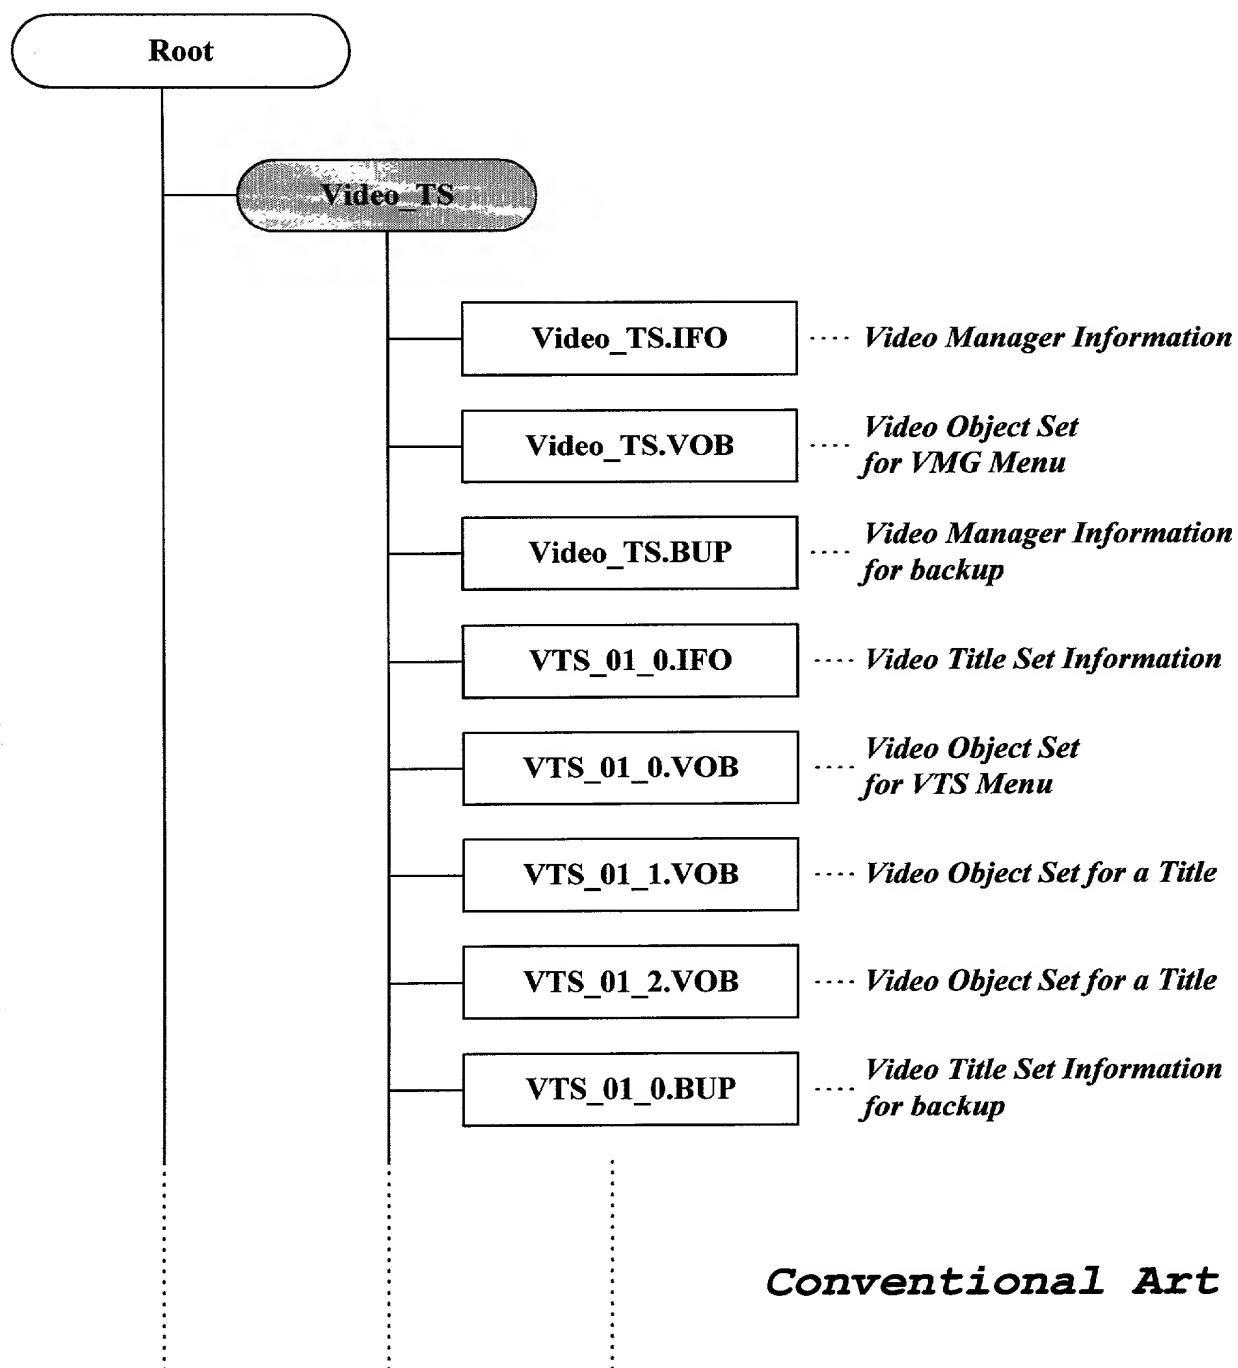 Root
Video_TS
Video_TS.IFO
Video Manager Information
Video_TS.VOB
Video Object Set
for VMG Menu
Video_TS.BUP
Video Manager Information
for backup
VTS_01_0.IFO
Video Title Set Information
VTS_01_0.VOB
Video Object Set
for VTS Menu
VTS_01_1.VOB
Video Object Set for a Title
VTS_01_2.VOB
Video Object Set for a Title
VTS_01_0.BUP
Video Title Set Information
for backup
Conventional Art